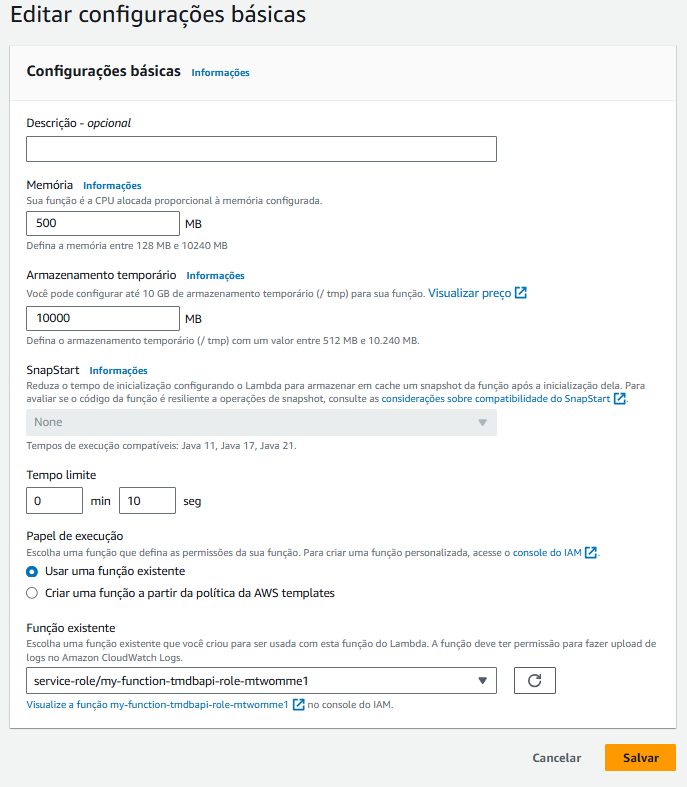 Editar configurações básicas
Configurações básicas Informações
Descrição - opcional
Memória Informações
Sua função é a CPU alocada proporcional à memória configurada.
500 MB
Defina a memória entre 128 MB e 10240 MB
Armazenamento temporário Informações
Você pode configurar até 10 GB de armazenamento temporário (/ tmp) para sua função. Visualizar preço
10000 MB
Defina o armazenamento temporário (/ tmp) com um valor entre 512 MB e 10.240 MB.
SnapStart Informações
Reduza o tempo de inicialização configurando o Lambda para armazenar em cache um snapshot da função após a inicialização dela. Para
avaliar se o código da função é resiliente a operações de snapshot, consulte as considerações sobre compatibilidade do SnapStart.
None
Tempos de execução compatíveis: Java 11, Java 17, Java 21.
Tempo limite
0 min 10 seg
Papel de execução
Escolha uma função que defina as permissões da sua função. Para criar uma função personalizada, acesse o console do IAM.
Usar uma função existente
Criar uma função a partir da política da AWS templates
Função existente
Escolha uma função existente que você criou para ser usada com esta função do Lambda. A função deve ter permissão para fazer upload de
logs no Amazon CloudWatch Logs.
service-role/my-function-tmdbapi-role-mtwomme1
Visualize a função my-function-tmdbapi-role-mtwomme1 no console do IAM.
Cancelar Salvar